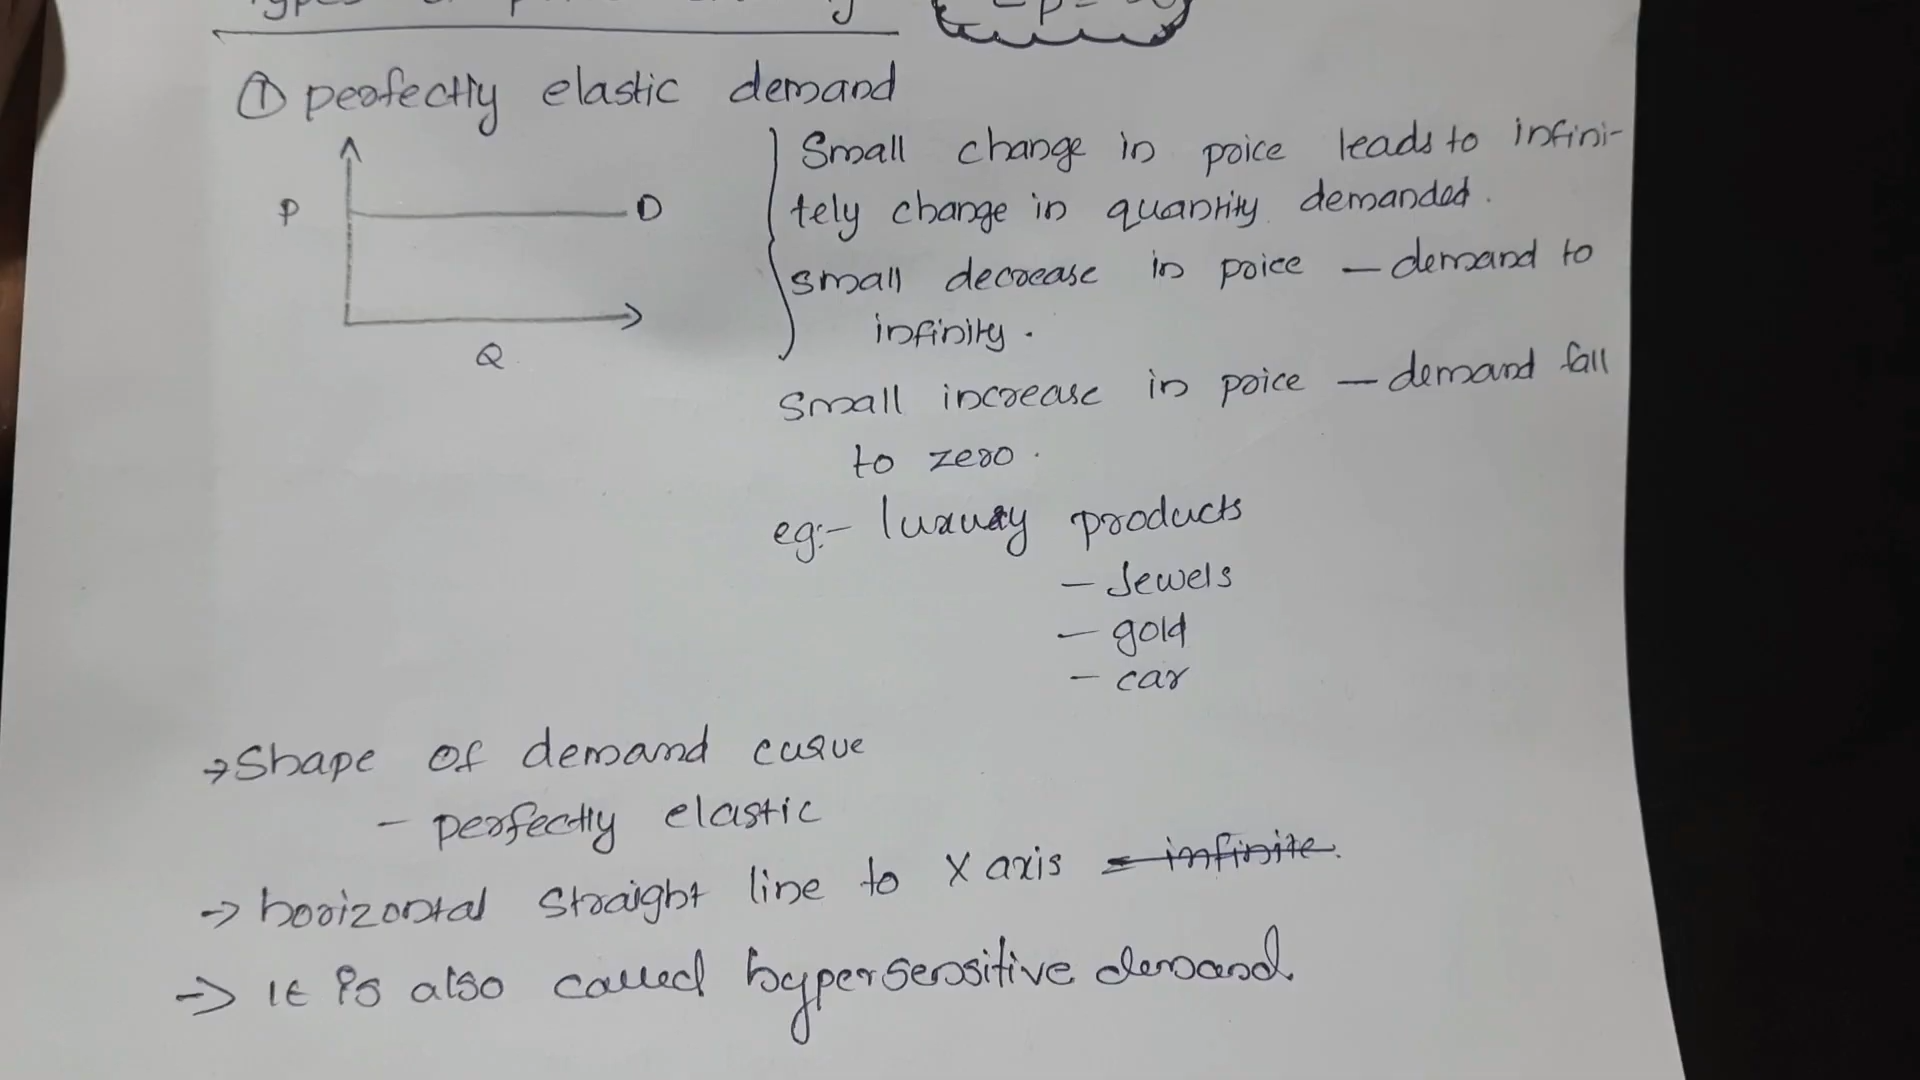 ① perfectly elastic demand
P
D
Q
Small change in price leads to infini-
tely change in quantity demanded.
small decrease in price — demand to
infinity.
Small increase in price — demand fall
to zero.
eg:- luxury products
- Jewels
- gold
- car
→ Shape of demand curve
- perfectly elastic
→ horizontal straight line to X axis = infinite.
→ It is also called hypersensitive demand